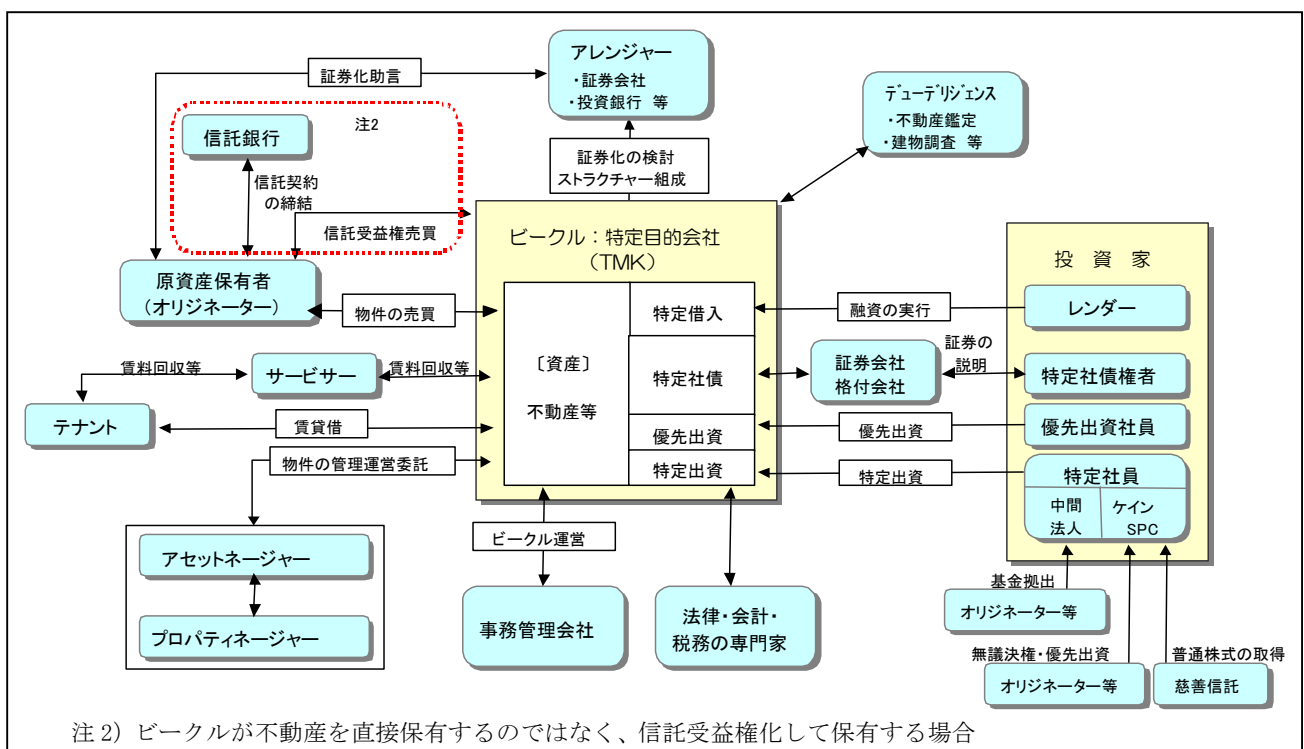 アレンジャー
・証券会社
・投資銀行 等
証券化助言
デューデリジェンス
・不動産鑑定
・建物調査 等
注2
信託銀行
信託契約
の締結
信託受益権売買
証券化の検討
ストラクチャー組成
原資産保有者
（オリジネーター）
物件の売買
ビークル：特定目的会社
（TMK）
〔資産〕
不動産等
特定借入
特定社債
優先出資
特定出資
投 資 家
融資の実行
レンダー
証券会社
格付会社
証券の
説明
特定社債権者
優先出資
優先出資社員
特定出資
特定社員
中間
法人
ケイン
SPC
賃料回収等
サービサー
賃料回収等
テナント
賃貸借
物件の管理運営委託
アセットネージャー
プロパティネージャー
ビークル運営
事務管理会社
法律・会計・
税務の専門家
基金拠出
オリジネーター等
無議決権・優先出資
オリジネーター等
普通株式の取得
慈善信託
注 2）ビークルが不動産を直接保有するのではなく、信託受益権化して保有する場合